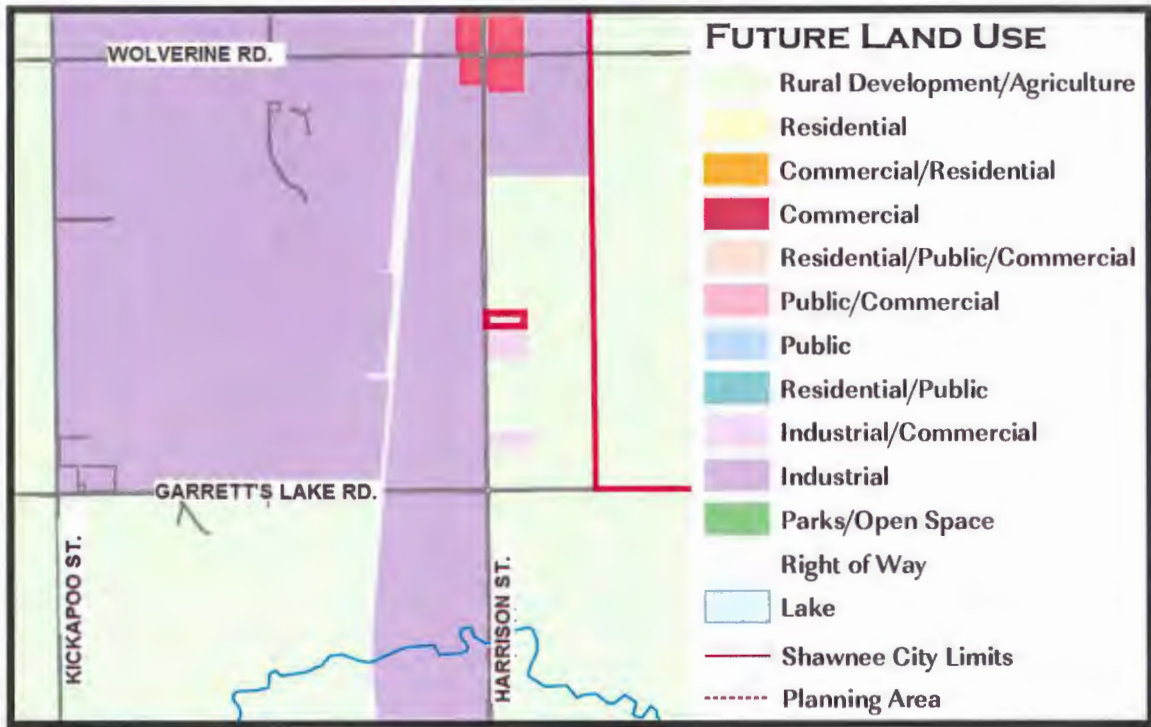 FUTURE LAND USE
Rural Development/Agriculture
Residential
Commercial/Residential
Commercial
Residential/Public/Commercial
Public/Commercial
Public
Residential/Public
Industrial/Commercial
Industrial
Parks/Open Space
Right of Way
Lake
Shawnee City Limits
Planning Area
WOLVERINE RD.
GARRETT'S LAKE RD.
KICKAPOO ST.
HARRISON ST.